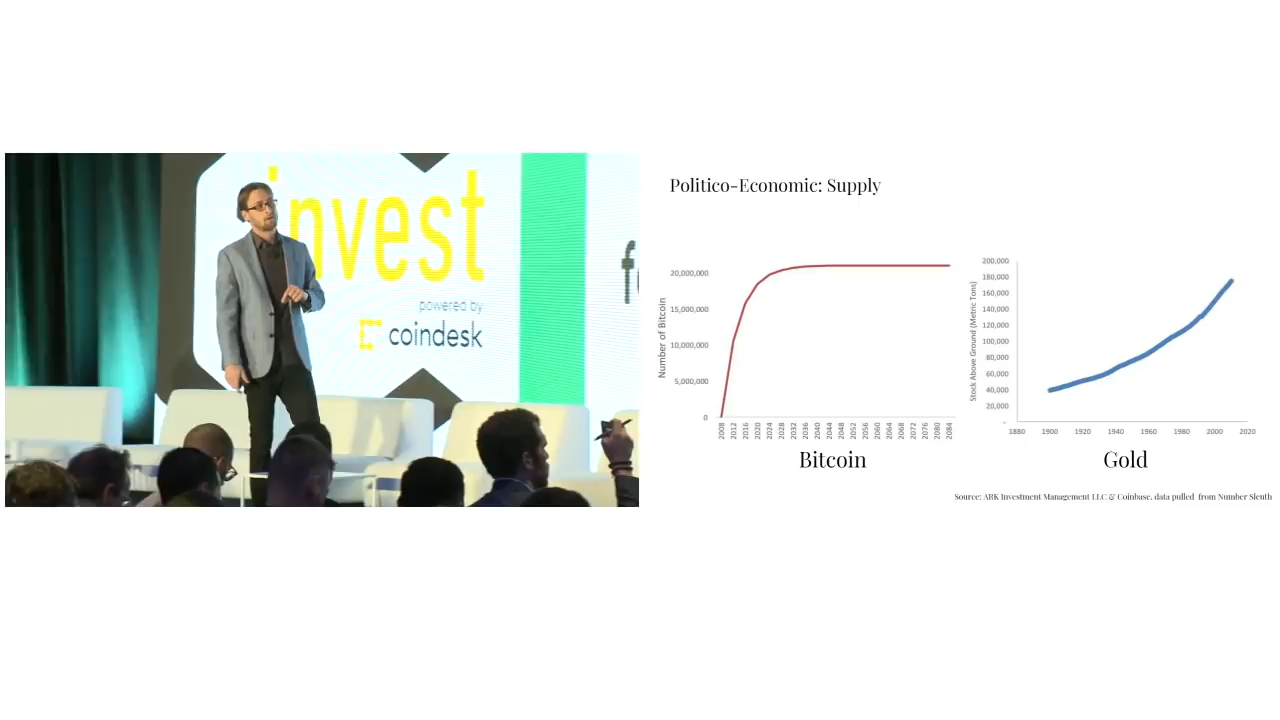 invest
powered by
coindesk
Politico-Economic: Supply
Number of Bitcoin
20,000,000
15,000,000
10,000,000
5,000,000
0
2008 2012 2016 2020 2024 2028 2032 2036 2040 2044 2048 2052 2056 2060 2064 2068 2072 2076 2080 2084
Bitcoin
Stock Above Ground (Metric Tons)
200,000
180,000
160,000
140,000
120,000
100,000
80,000
60,000
40,000
20,000
-
1880 1900 1920 1940 1960 1980 2000 2020
Gold
Source: ARK Investment Management LLC & Coinbase, data pulled from Number Sleuth